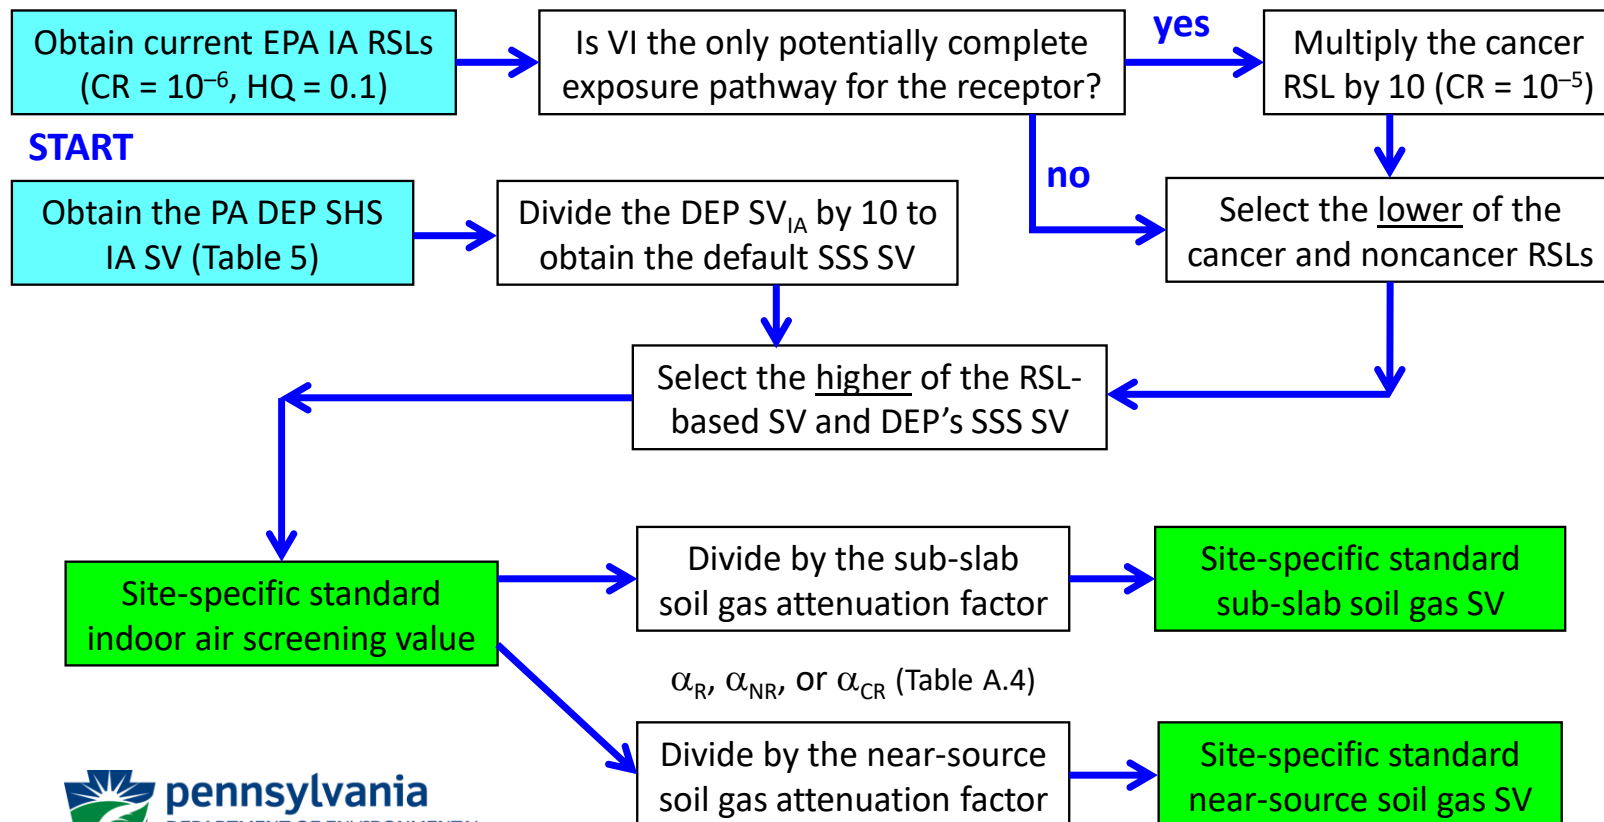 Obtain current EPA IA RSLs
(CR = 10⁻⁶, HQ = 0.1)
Is VI the only potentially complete
exposure pathway for the receptor?
yes
Multiply the cancer
RSL by 10 (CR = 10⁻⁵)
START
no
Obtain the PA DEP SHS
IA SV (Table 5)
Divide the DEP SV_IA by 10 to
obtain the default SSS SV
Select the lower of the
cancer and noncancer RSLs
Select the higher of the RSL-
based SV and DEP’s SSS SV
Site-specific standard
indoor air screening value
Divide by the sub-slab
soil gas attenuation factor
Site-specific standard
sub-slab soil gas SV
α_R, α_NR, or α_CR (Table A.4)
Divide by the near-source
soil gas attenuation factor
Site-specific standard
near-source soil gas SV
pennsylvania
DEPARTMENT OF ENVIRONMENTAL